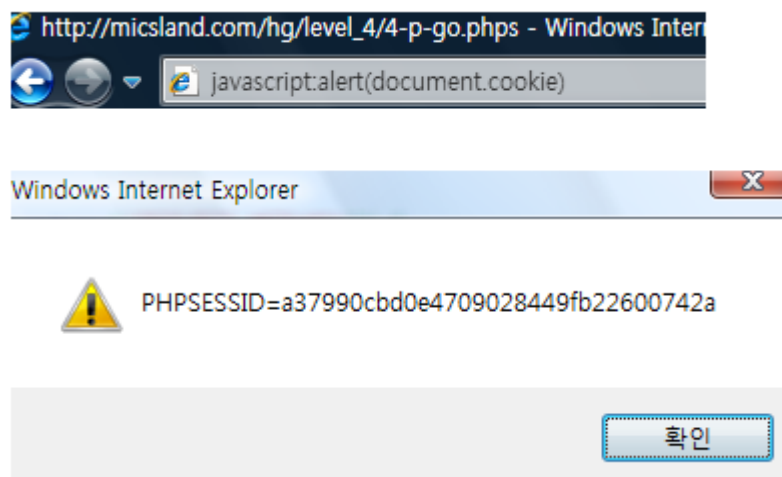 http://micsland.com/hg/level_4/4-p-go.phps - Windows Inter
javascript:alert(document.cookie)
Windows Internet Explorer
PHPSESSID=a37990cbd0e4709028449fb22600742a
확인